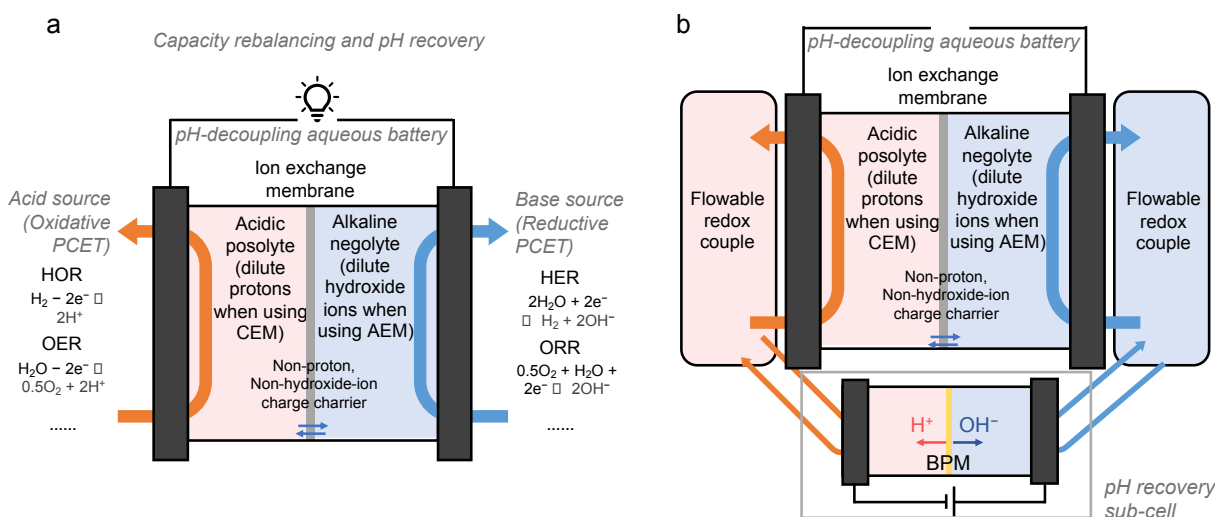 a
Capacity rebalancing and pH recovery
pH-decoupling aqueous battery
Ion exchange
membrane
Acid source
(Oxidative
PCET)
HOR
H₂ − 2e⁻ □
2H⁺
OER
H₂O − 2e⁻ □
0.5O₂ + 2H⁺
......
Acidic
posolyte
(dilute
protons
when using
CEM)
Alkaline
negolyte
(dilute
hydroxide
ions when
using AEM)
Non-proton,
Non-hydroxide-ion
charge charrier
Base source
(Reductive
PCET)
HER
2H₂O + 2e⁻
□ H₂ + 2OH⁻
ORR
0.5O₂ + H₂O +
2e⁻ □ 2OH⁻
......
b
pH-decoupling aqueous battery
Ion exchange
membrane
Flowable
redox
couple
Acidic
posolyte
(dilute
protons
when using
CEM)
Alkaline
negolyte
(dilute
hydroxide
ions when
using AEM)
Non-proton,
Non-hydroxide-ion
charge charrier
Flowable
redox
couple
H⁺ OH⁻
BPM
pH recovery
sub-cell